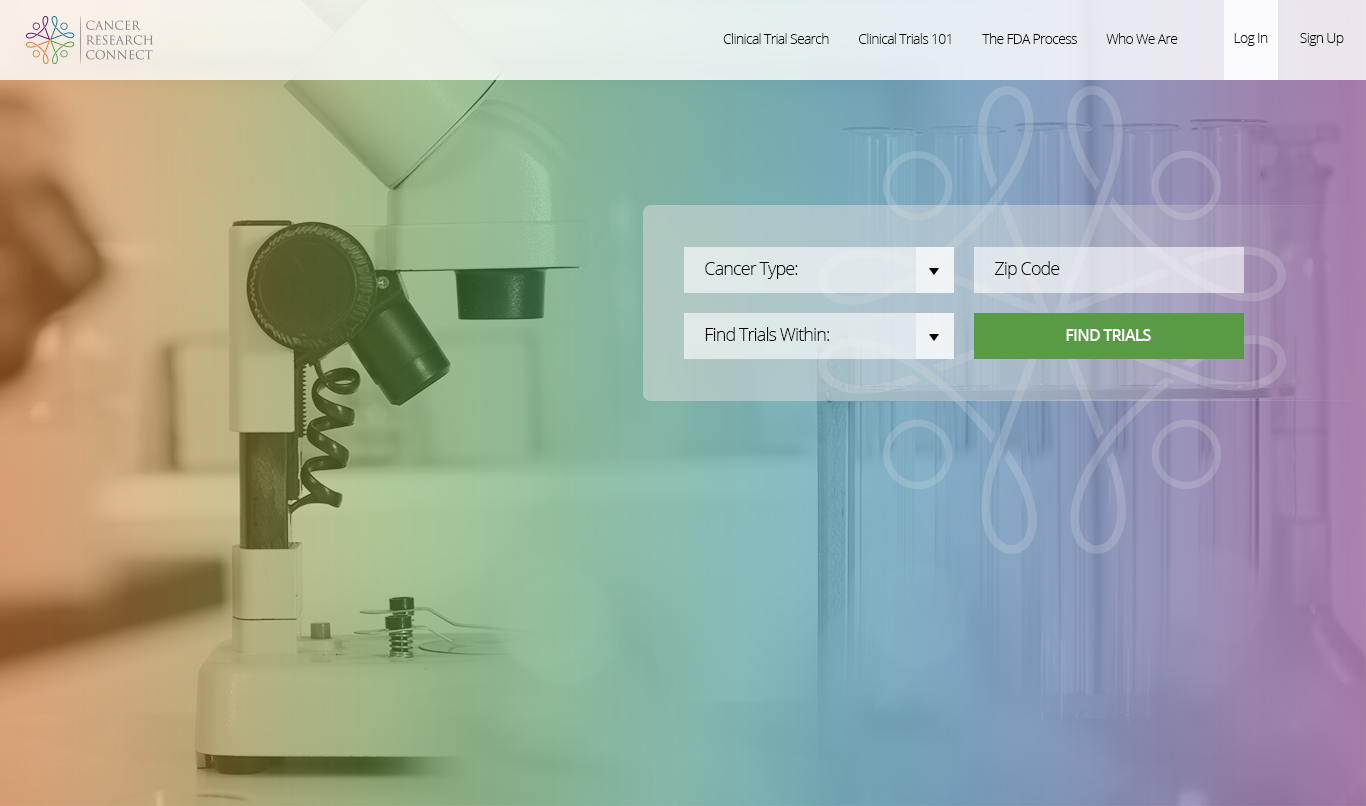 CANCER
RESEARCH
CONNECT
Clinical Trial Search
Clinical Trials 101
The FDA Process
Who We Are
Log In
Sign Up
Cancer Type:
Zip Code
Find Trials Within:
FIND TRIALS